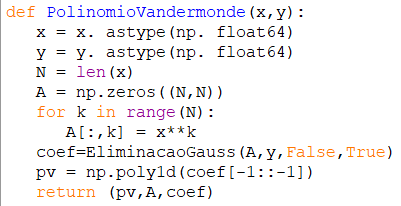 def PolinomioVandermonde(x,y):
    x = x. astype(np. float64)
    y = y. astype(np. float64)
    N = len(x)
    A = np.zeros((N,N))
    for k in range(N):
        A[:,k] = x**k
    coef=EliminacaoGauss(A,y,False,True)
    pv = np.poly1d(coef[-1::-1])
    return (pv,A,coef)